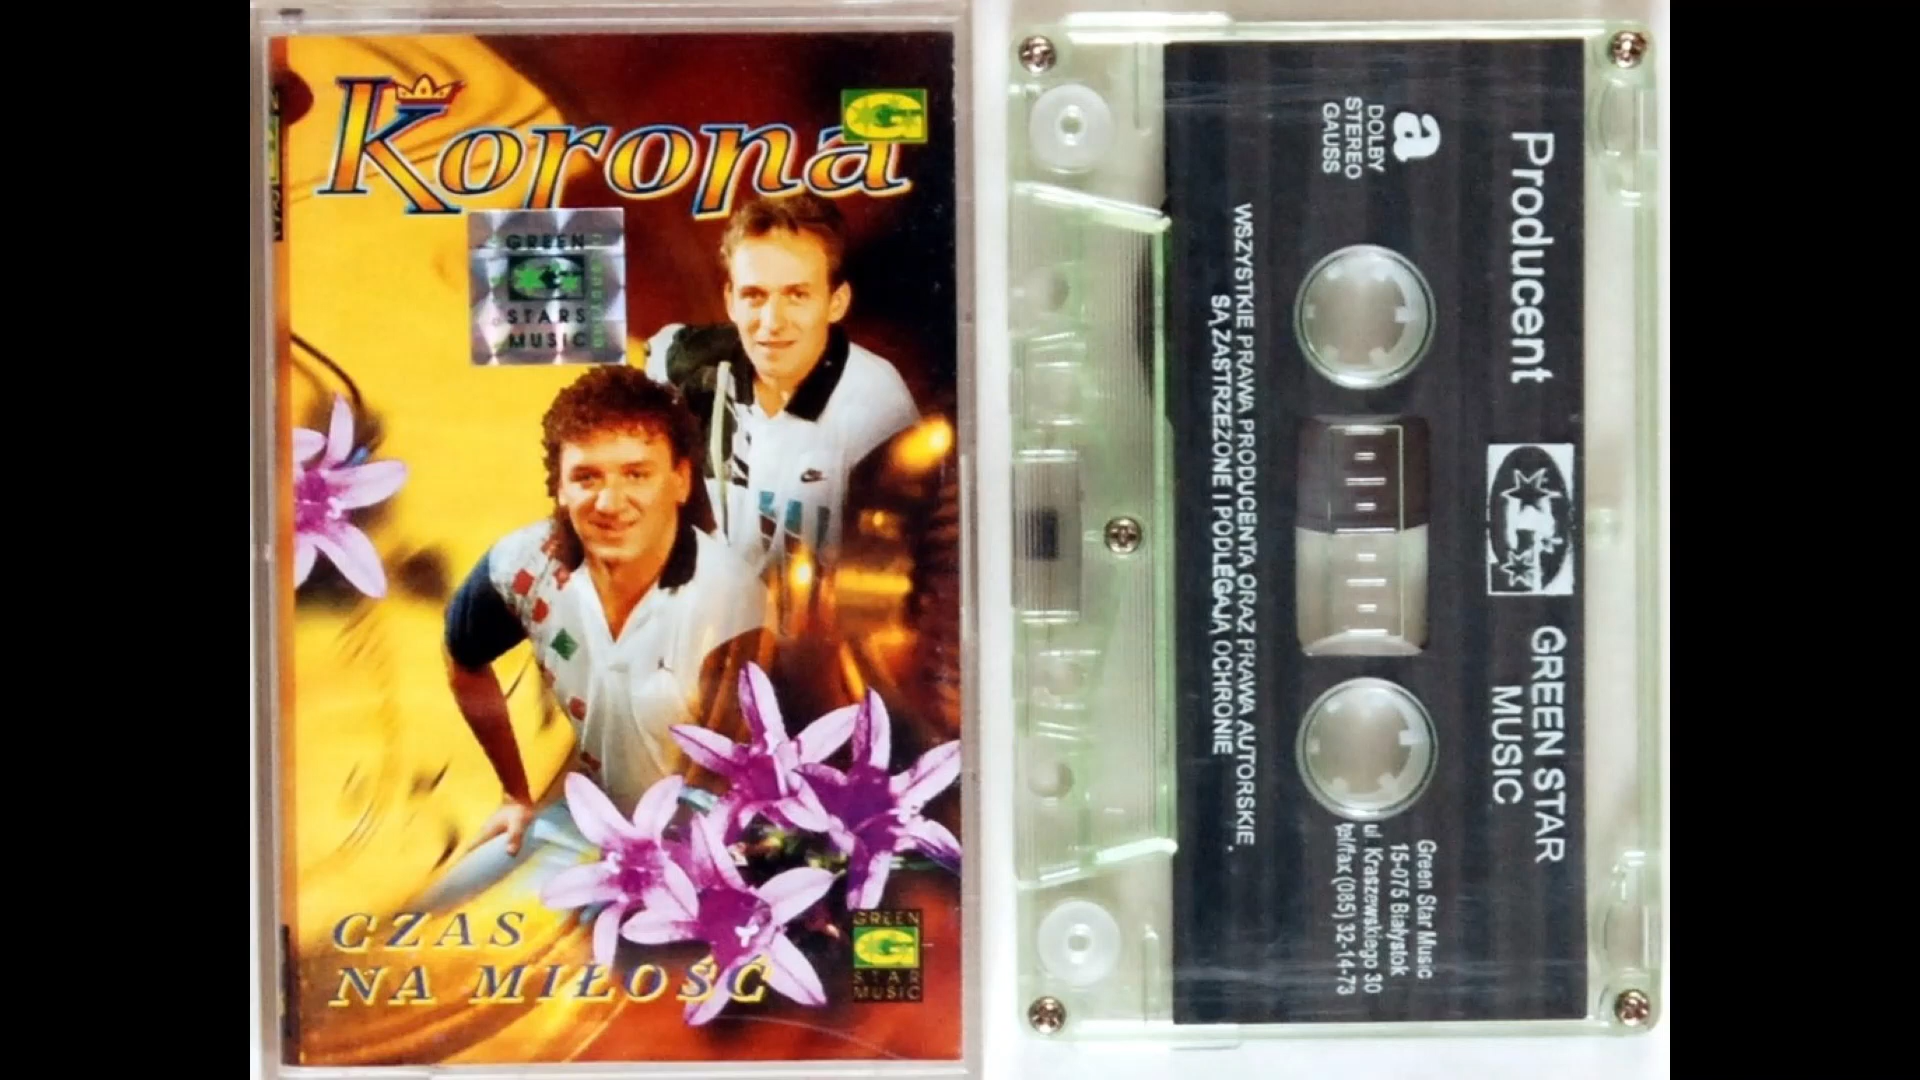 Korona
G
GREEN
G
STARS
MUSIC
CZAS
NA MIŁOŚĆ
GREEN
G
STAR
MUSIC
a
DOLBY
STEREO
GAUSS
Producent
GREEN STAR
MUSIC
WSZYSTKIE PRAWA PRODUCENTA ORAZ PRAWA AUTORSKIE
SĄ ZASTRZEŻONE I PODLEGAJĄ OCHRONIE.
Green Star Music
15-075 Białystok
ul. Kraszewskiego 30
tel/fax (085) 32-14-73